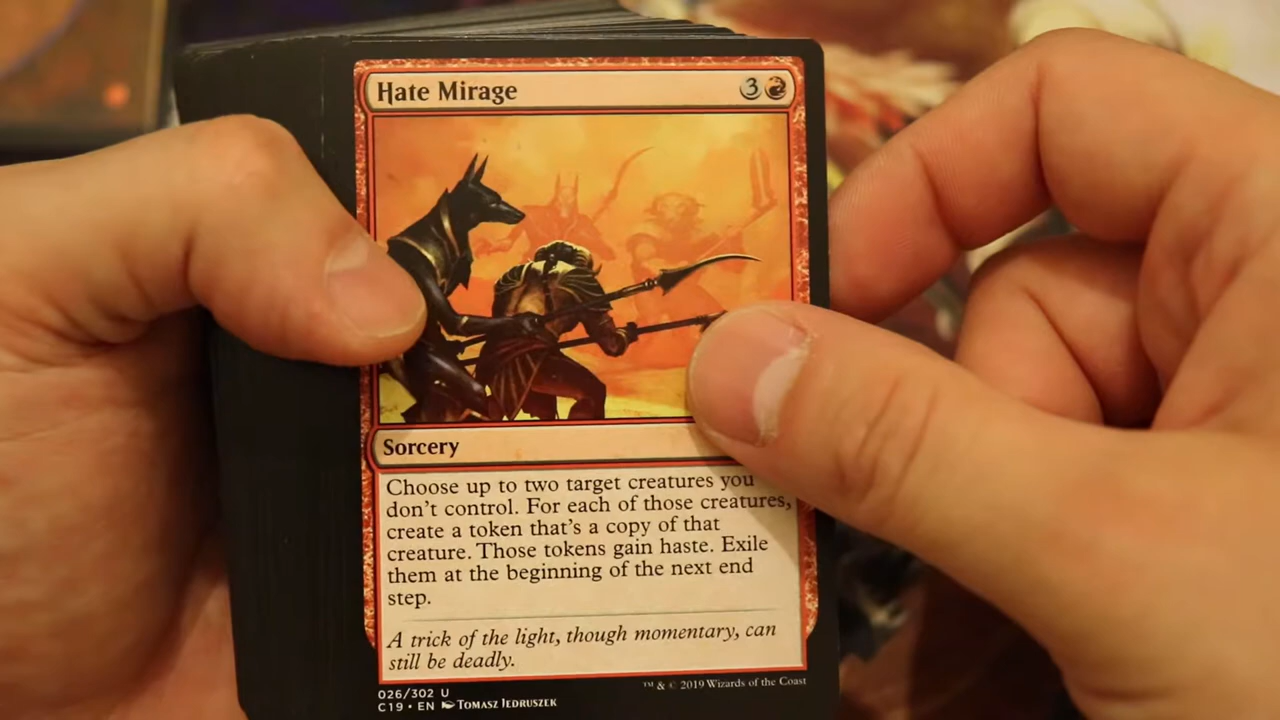 Hate Mirage 3
Sorcery
Choose up to two target creatures you
don't control. For each of those creatures,
create a token that's a copy of that
creature. Those tokens gain haste. Exile
them at the beginning of the next end
step.
A trick of the light, though momentary, can
still be deadly.
026/302 U
C19 • EN TOMASZ JEDRUSZEK
™ & © 2019 Wizards of the Coast